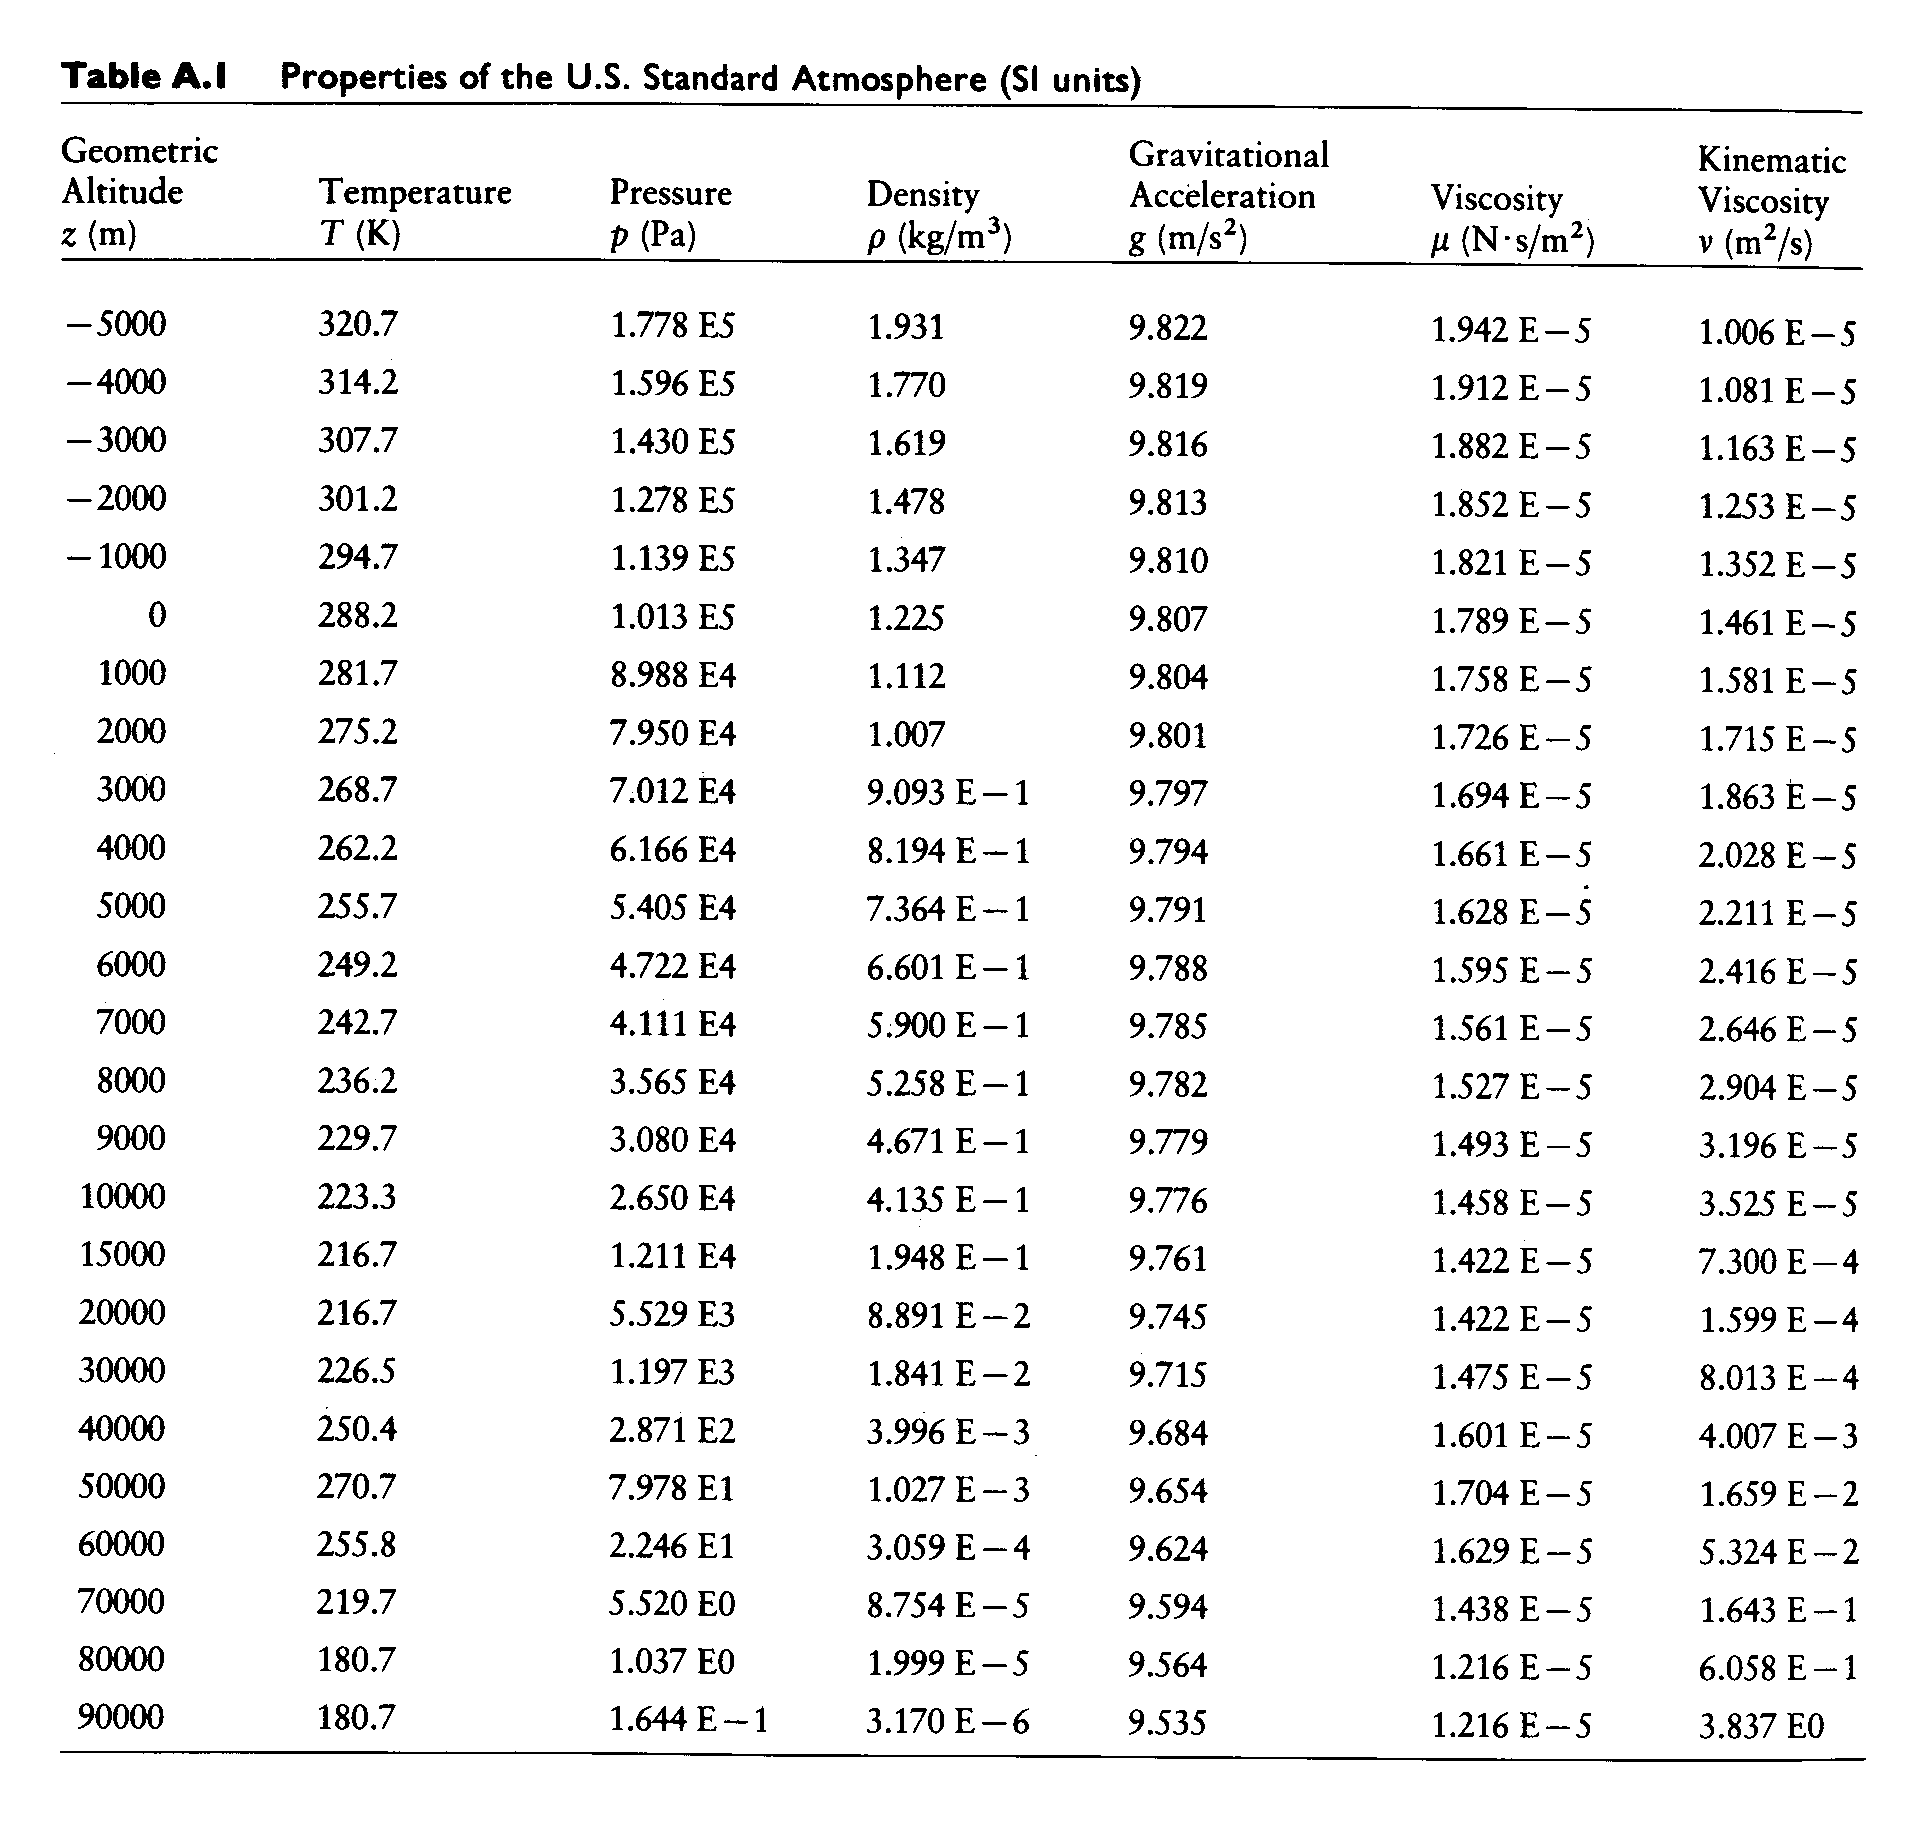 Table A.1 Properties of the U.S. Standard Atmosphere (SI units)
Geometric Altitude z (m) Temperature T (K) Pressure p (Pa) Density ρ (kg/m³) Gravitational Acceleration g (m/s²) Viscosity μ (N·s/m²) Kinematic Viscosity ν (m²/s)
−5000 320.7 1.778 E5 1.931 9.822 1.942 E−5 1.006 E−5
−4000 314.2 1.596 E5 1.770 9.819 1.912 E−5 1.081 E−5
−3000 307.7 1.430 E5 1.619 9.816 1.882 E−5 1.163 E−5
−2000 301.2 1.278 E5 1.478 9.813 1.852 E−5 1.253 E−5
−1000 294.7 1.139 E5 1.347 9.810 1.821 E−5 1.352 E−5
0 288.2 1.013 E5 1.225 9.807 1.789 E−5 1.461 E−5
1000 281.7 8.988 E4 1.112 9.804 1.758 E−5 1.581 E−5
2000 275.2 7.950 E4 1.007 9.801 1.726 E−5 1.715 E−5
3000 268.7 7.012 E4 9.093 E−1 9.797 1.694 E−5 1.863 E−5
4000 262.2 6.166 E4 8.194 E−1 9.794 1.661 E−5 2.028 E−5
5000 255.7 5.405 E4 7.364 E−1 9.791 1.628 E−5 2.211 E−5
6000 249.2 4.722 E4 6.601 E−1 9.788 1.595 E−5 2.416 E−5
7000 242.7 4.111 E4 5.900 E−1 9.785 1.561 E−5 2.646 E−5
8000 236.2 3.565 E4 5.258 E−1 9.782 1.527 E−5 2.904 E−5
9000 229.7 3.080 E4 4.671 E−1 9.779 1.493 E−5 3.196 E−5
10000 223.3 2.650 E4 4.135 E−1 9.776 1.458 E−5 3.525 E−5
15000 216.7 1.211 E4 1.948 E−1 9.761 1.422 E−5 7.300 E−4
20000 216.7 5.529 E3 8.891 E−2 9.745 1.422 E−5 1.599 E−4
30000 226.5 1.197 E3 1.841 E−2 9.715 1.475 E−5 8.013 E−4
40000 250.4 2.871 E2 3.996 E−3 9.684 1.601 E−5 4.007 E−3
50000 270.7 7.978 E1 1.027 E−3 9.654 1.704 E−5 1.659 E−2
60000 255.8 2.246 E1 3.059 E−4 9.624 1.629 E−5 5.324 E−2
70000 219.7 5.520 E0 8.754 E−5 9.594 1.438 E−5 1.643 E−1
80000 180.7 1.037 E0 1.999 E−5 9.564 1.216 E−5 6.058 E−1
90000 180.7 1.644 E−1 3.170 E−6 9.535 1.216 E−5 3.837 E0